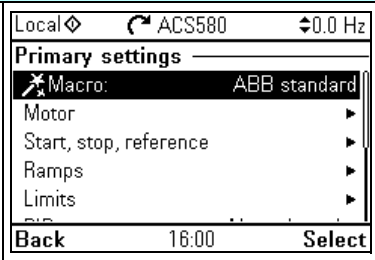 Local ACS580 0.0 Hz
Primary settings
Macro: ABB standard
Motor
Start, stop, reference
Ramps
Limits
Back 16:00 Select